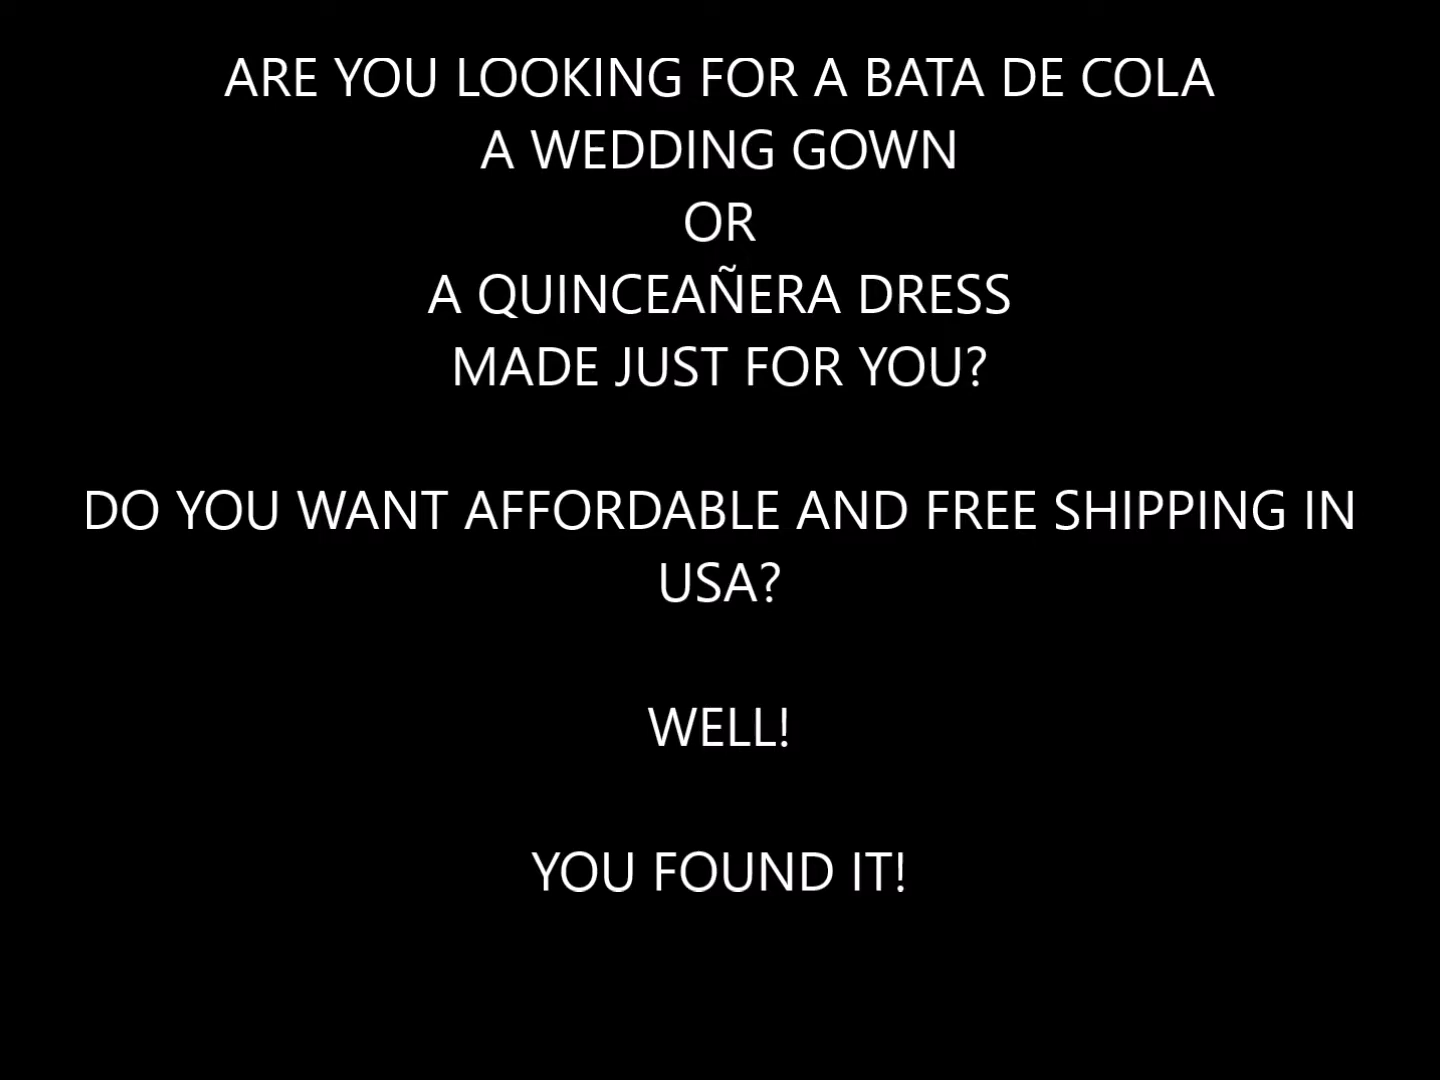 ARE YOU LOOKING FOR A BATA DE COLA
A WEDDING GOWN
OR
A QUINCEAÑERA DRESS
MADE JUST FOR YOU?
DO YOU WANT AFFORDABLE AND FREE SHIPPING IN
USA?
WELL!
YOU FOUND IT!